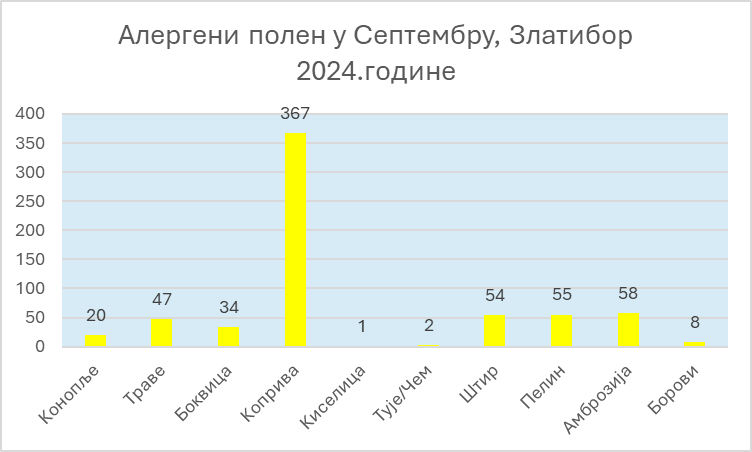 Алергени полен у Септембру, Златибор
2024.године
400
350
300
250
200
150
100
50
0
20
47
34
367
1
2
54
55
58
8
Конопље
Траве
Боквица
Коприва
Киселица
Тује/Чем
Штир
Пелин
Амброзија
Борови